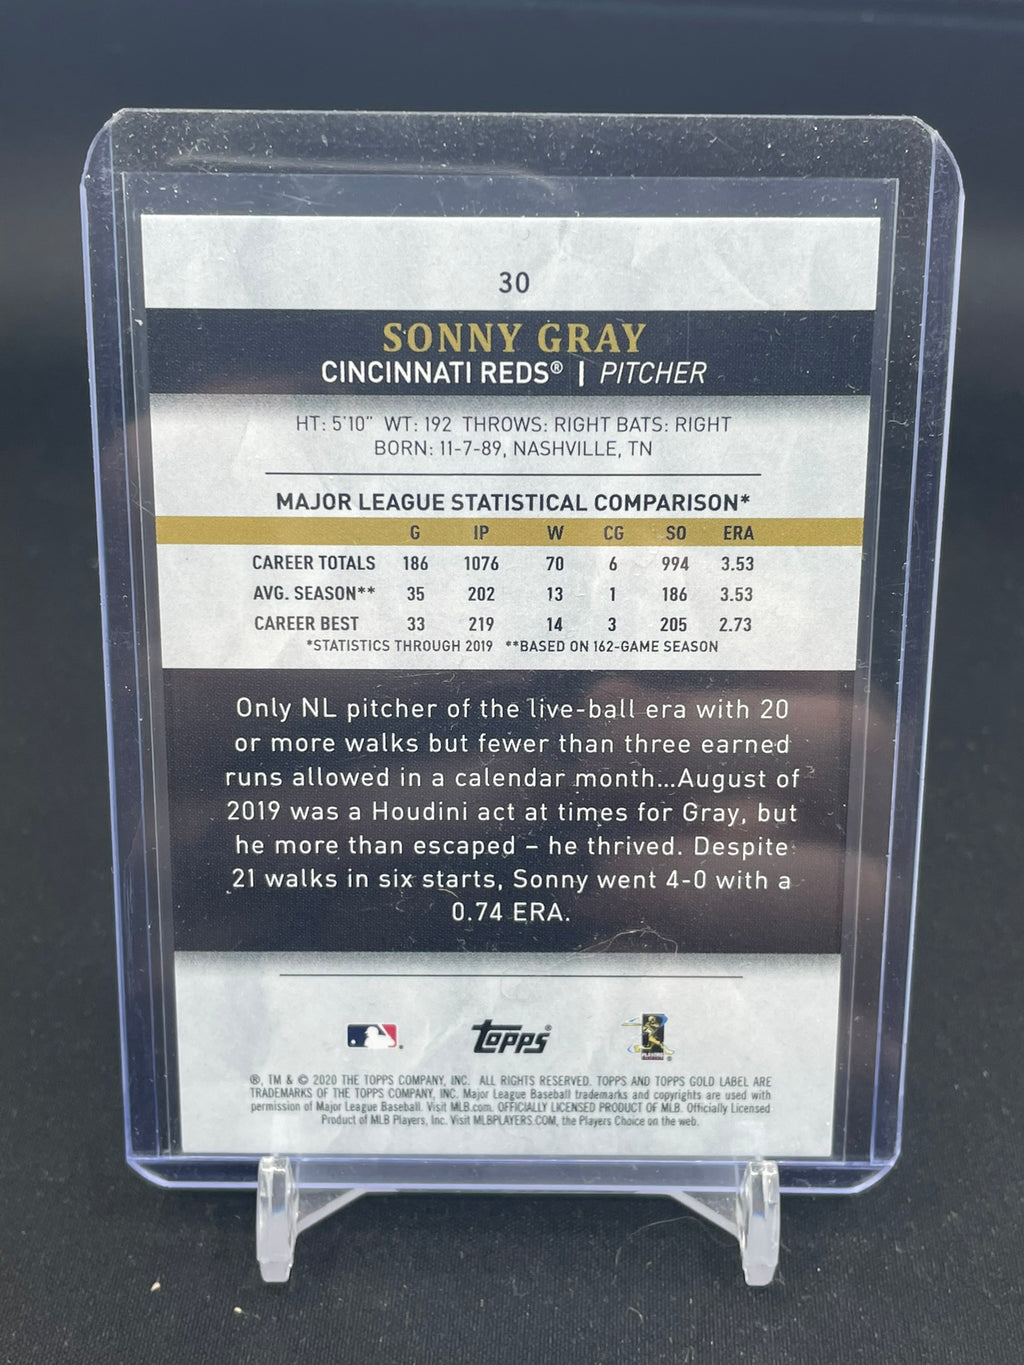 30
SONNY GRAY
CINCINNATI REDS® | PITCHER
HT: 5'10" WT: 192 THROWS: RIGHT BATS: RIGHT
BORN: 11-7-89, NASHVILLE, TN
MAJOR LEAGUE STATISTICAL COMPARISON*
G IP W CG SO ERA
CAREER TOTALS 186 1076 70 6 994 3.53
AVG. SEASON** 35 202 13 1 186 3.53
CAREER BEST 33 219 14 3 205 2.73
*STATISTICS THROUGH 2019 **BASED ON 162-GAME SEASON
Only NL pitcher of the live-ball era with 20
or more walks but fewer than three earned
runs allowed in a calendar month...August of
2019 was a Houdini act at times for Gray, but
he more than escaped – he thrived. Despite
21 walks in six starts, Sonny went 4-0 with a
0.74 ERA.
Topps®
®, TM & © 2020 THE TOPPS COMPANY, INC. ALL RIGHTS RESERVED. TOPPS AND TOPPS GOLD LABEL ARE
TRADEMARKS OF THE TOPPS COMPANY, INC. Major League Baseball trademarks and copyrights are used with
permission of Major League Baseball. Visit MLB.com. OFFICIALLY LICENSED PRODUCT OF MLB. Officially Licensed
Product of MLB Players, Inc. Visit MLBPLAYERS.COM, the Players Choice on the web.